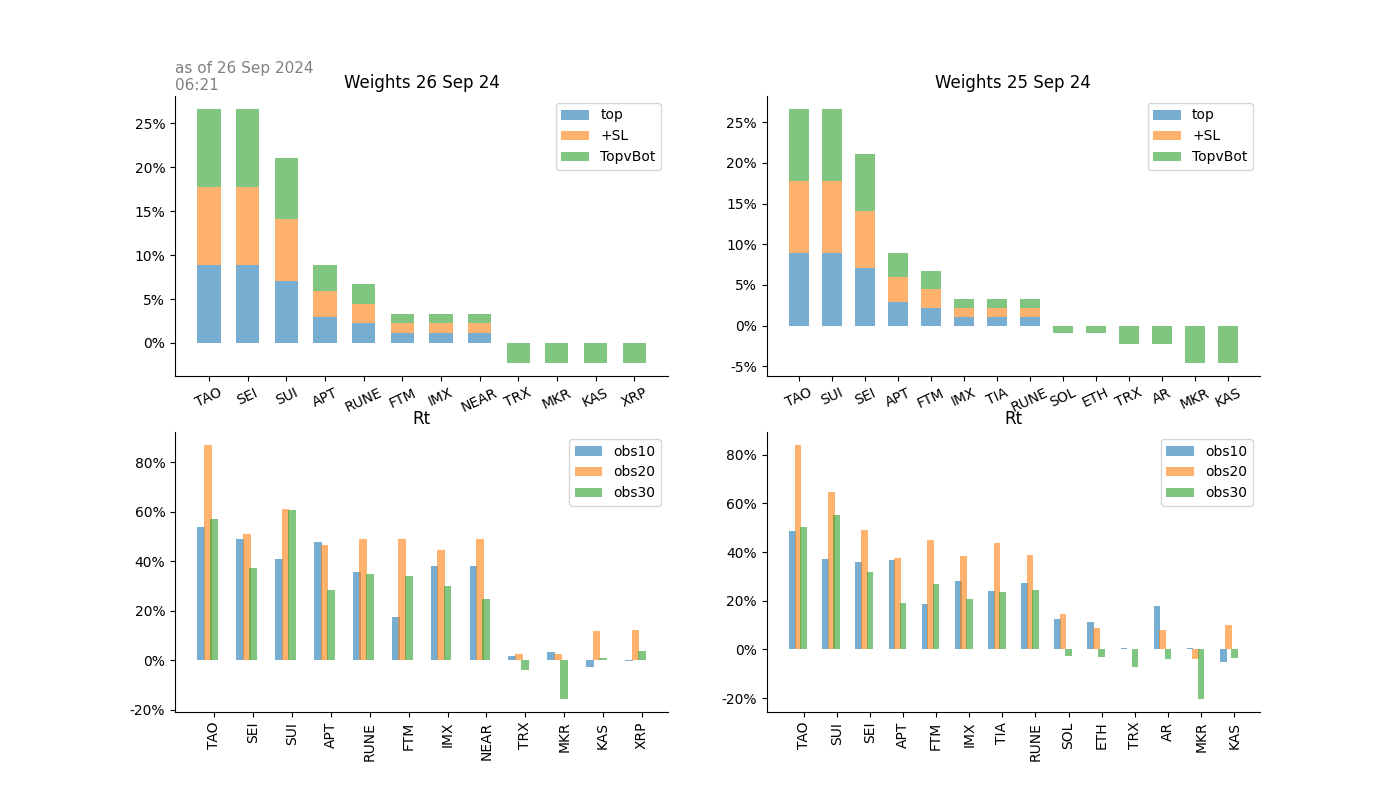 as of 26 Sep 2024
06:21
Weights 26 Sep 24
25%
20%
15%
10%
5%
0%
top
+SL
TopvBot
TAO SEI SUI APT RUNE FTM IMX NEAR TRX MKR KAS XRP
Weights 25 Sep 24
25%
20%
15%
10%
5%
0%
-5%
top
+SL
TopvBot
TAO SUI SEI APT FTM IMX TIA RUNE SOL ETH TRX AR MKR KAS
Rt
80%
60%
40%
20%
0%
-20%
obs10
obs20
obs30
TAO SEI SUI APT RUNE FTM IMX NEAR TRX MKR KAS XRP
Rt
80%
60%
40%
20%
0%
-20%
obs10
obs20
obs30
TAO SUI SEI APT FTM IMX TIA RUNE SOL ETH TRX AR MKR KAS